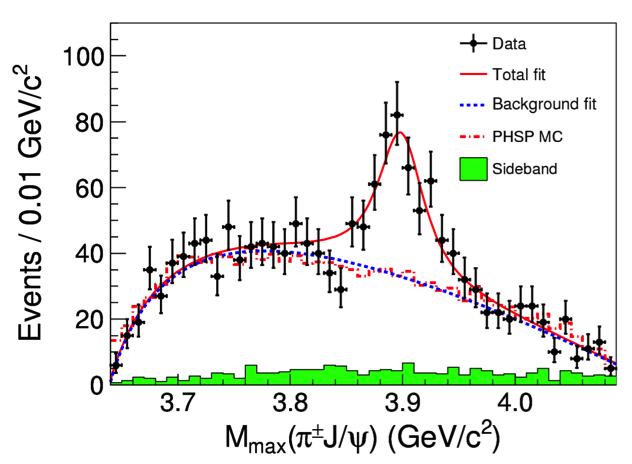 100
80
60
40
20
0
Events / 0.01 GeV/c²
Data
Total fit
Background fit
PHSP MC
Sideband
3.7 3.8 3.9 4.0
M_max(π±J/ψ) (GeV/c²)